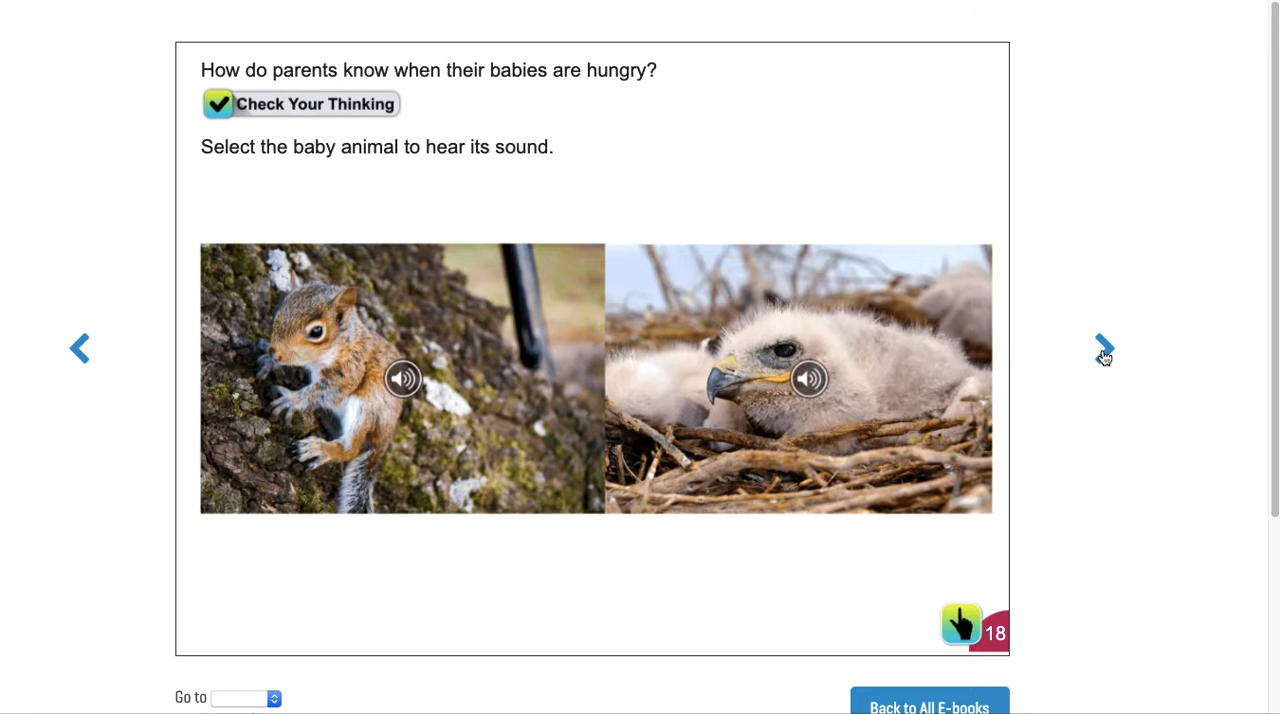 How do parents know when their babies are hungry?
Check Your Thinking
Select the baby animal to hear its sound.
18
Go to
Back to All E-books